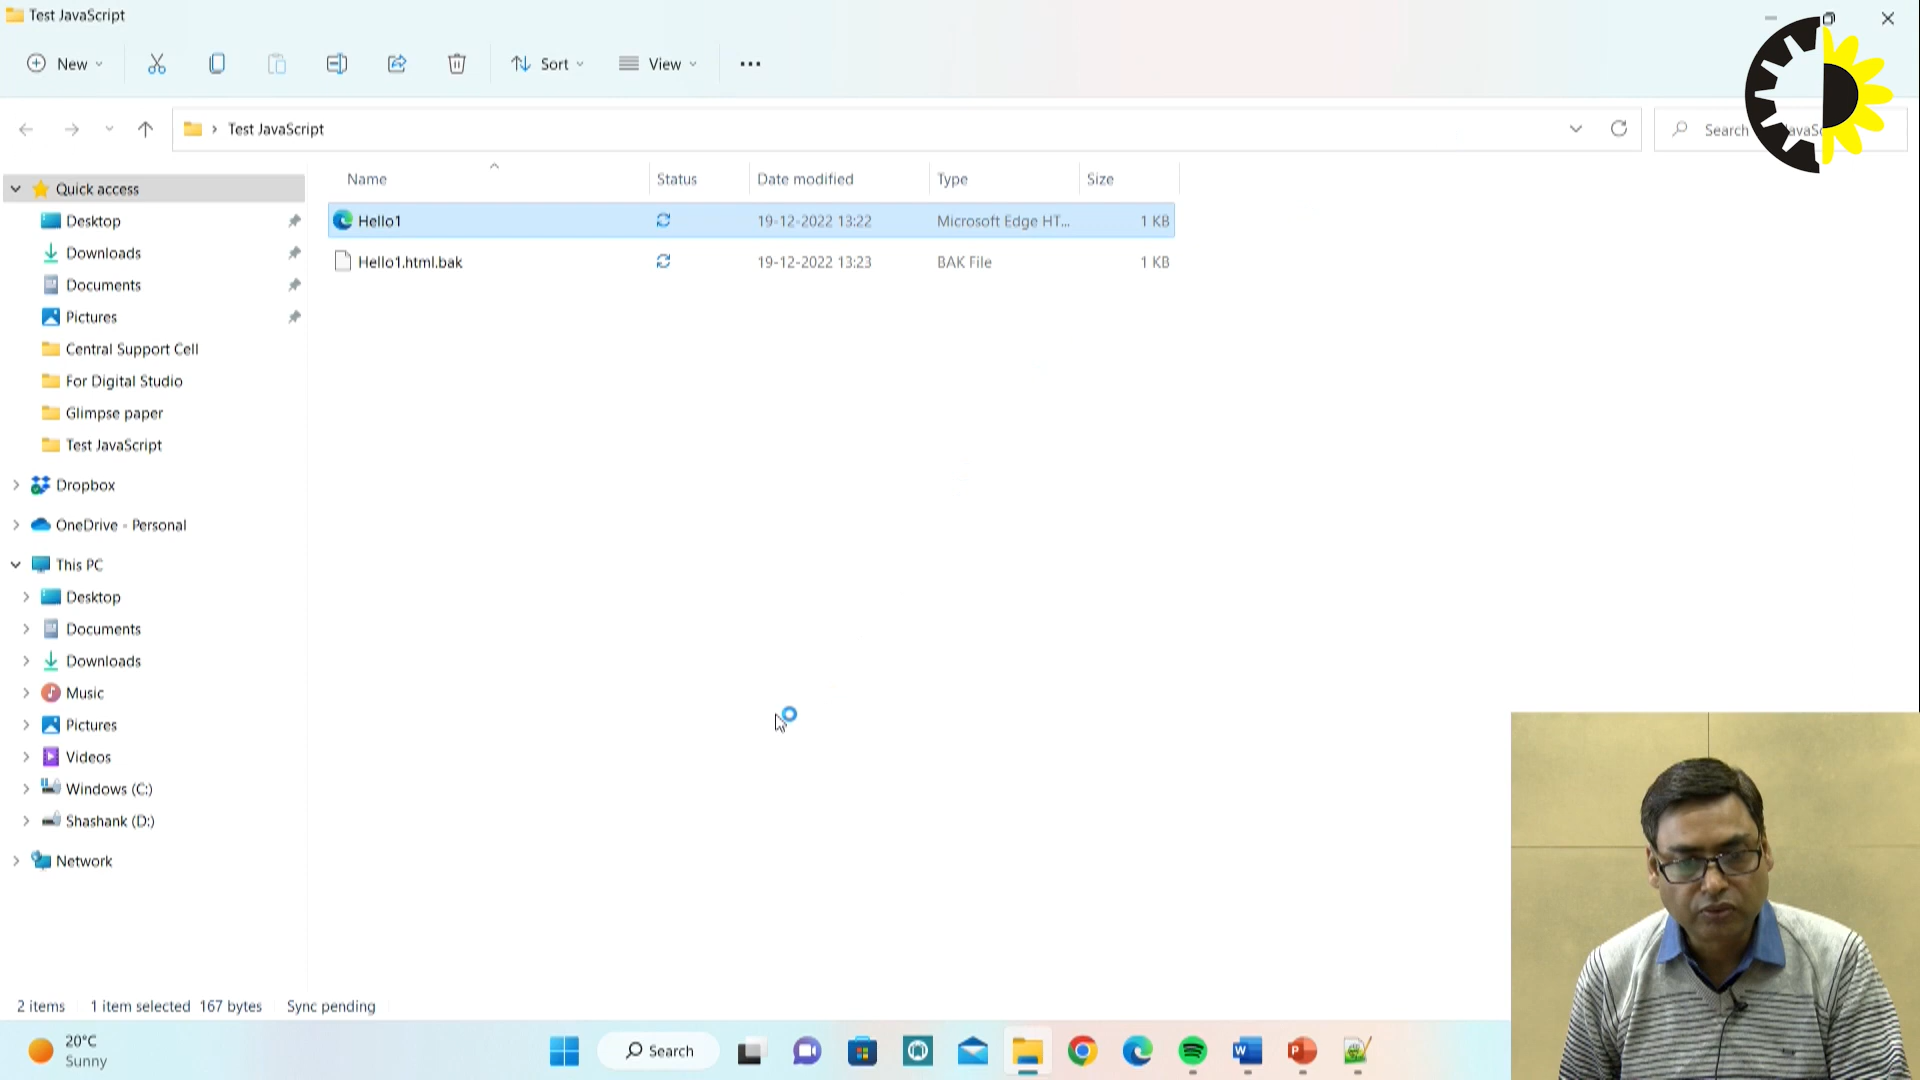 Test JavaScript
New
Sort
View
Test JavaScript
Search
Name
Status
Date modified
Type
Size
Quick access
Desktop
Downloads
Documents
Pictures
Central Support Cell
For Digital Studio
Glimpse paper
Test JavaScript
Dropbox
OneDrive - Personal
This PC
Desktop
Documents
Downloads
Music
Pictures
Videos
Windows (C:)
Shashank (D:)
Network
Hello1 19-12-2022 13:22 Microsoft Edge HT... 1 KB
Hello1.html.bak 19-12-2022 13:23 BAK File 1 KB
2 items 1 item selected 167 bytes Sync pending
20°C
Sunny
Search